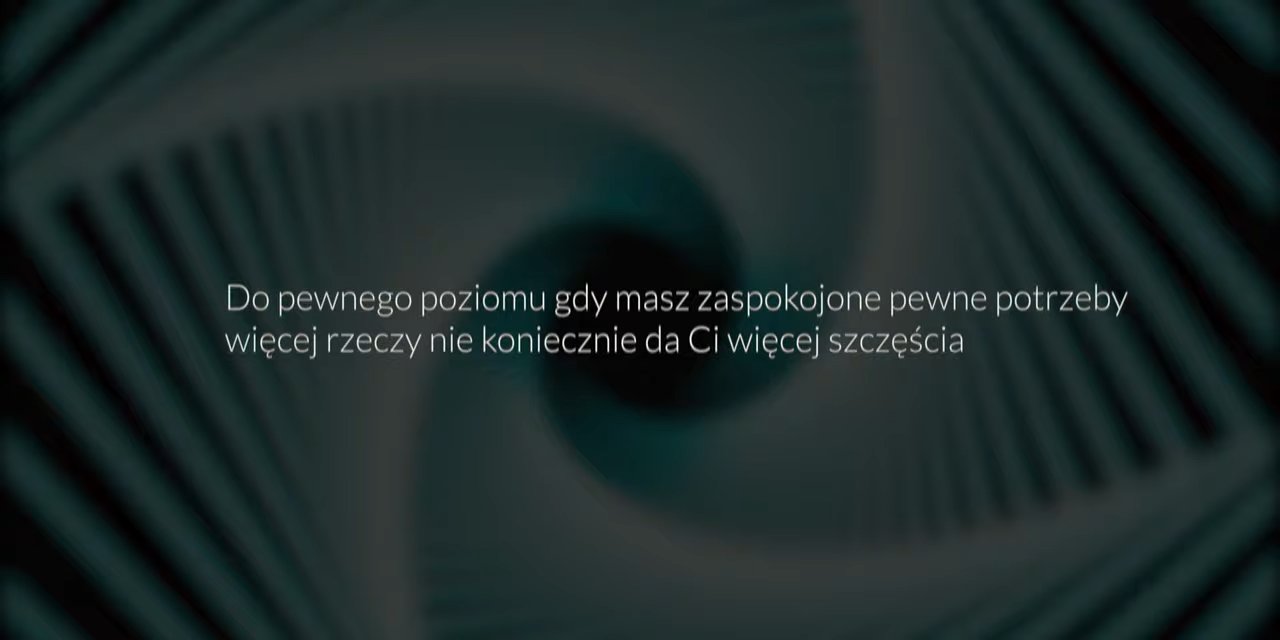 Do pewnego poziomu gdy masz zaspokojone pewne potrzeby
więcej rzeczy nie koniecznie da Ci więcej szczęścia